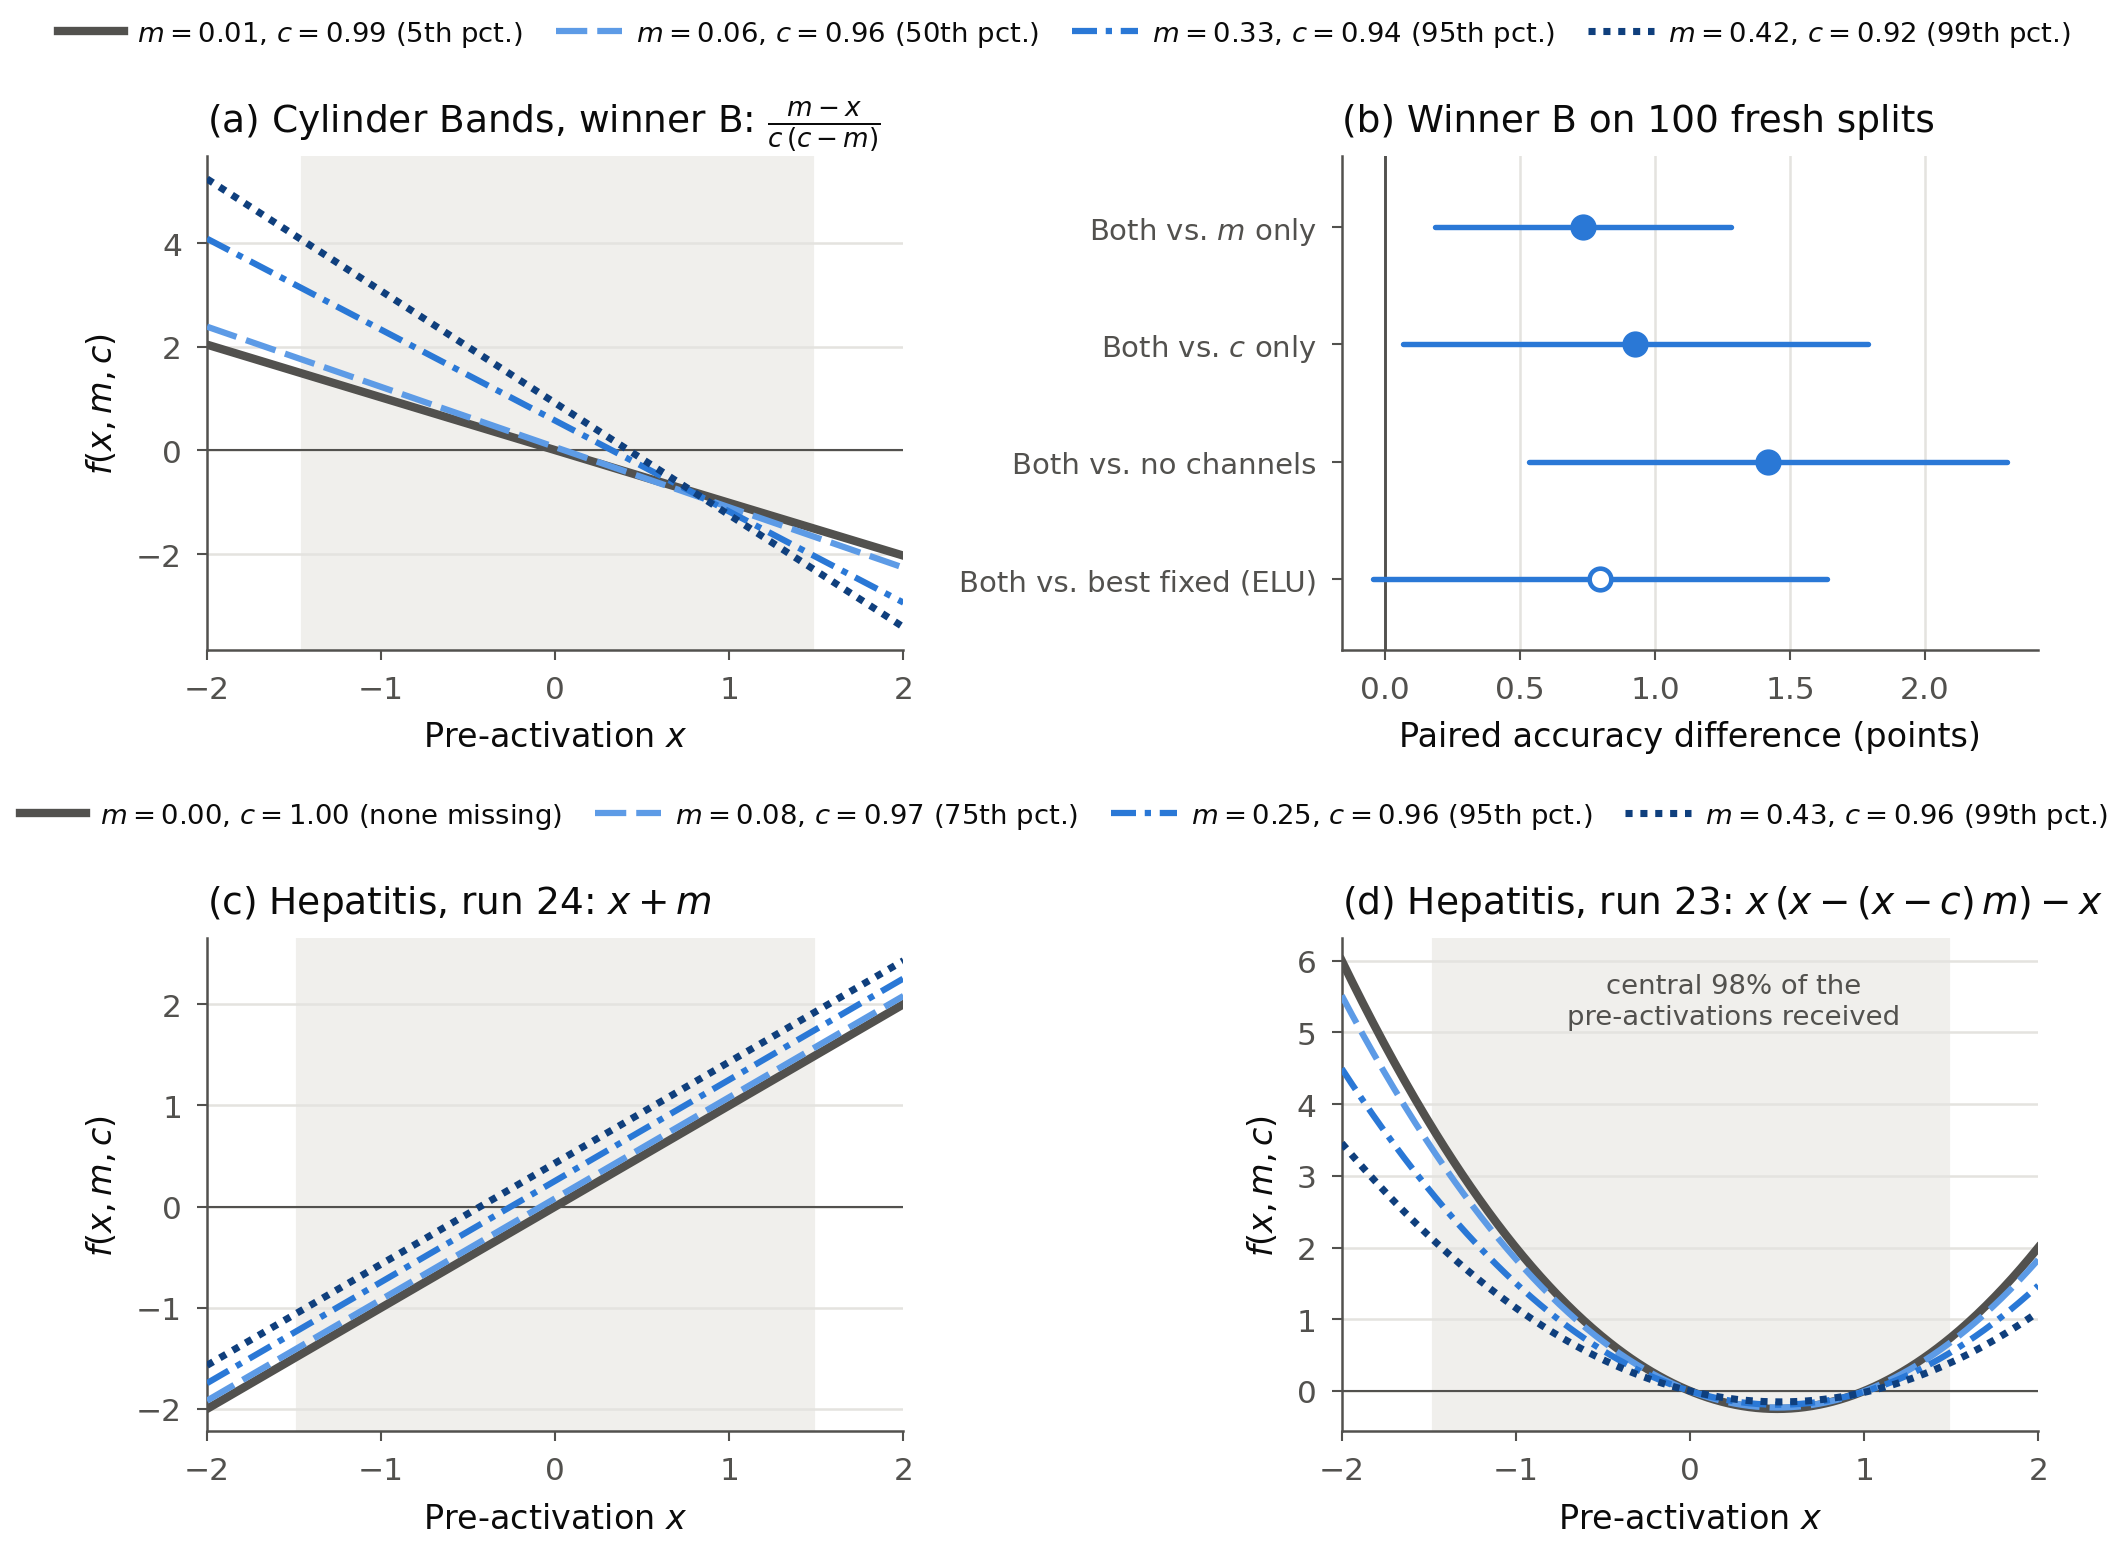 m = 0.01, c = 0.99 (5th pct.) m = 0.06, c = 0.96 (50th pct.) m = 0.33, c = 0.94 (95th pct.) m = 0.42, c = 0.92 (99th pct.)
(a) Cylinder Bands, winner B: \frac{m − x}{c (c − m)}
4
2
0
−2
f(x, m, c)
−2 −1 0 1 2
Pre-activation x
(b) Winner B on 100 fresh splits
Both vs. m only
Both vs. c only
Both vs. no channels
Both vs. best fixed (ELU)
0.0 0.5 1.0 1.5 2.0
Paired accuracy difference (points)
m = 0.00, c = 1.00 (none missing) m = 0.08, c = 0.97 (75th pct.) m = 0.25, c = 0.96 (95th pct.) m = 0.43, c = 0.96 (99th pct.)
(c) Hepatitis, run 24: x + m
2
1
0
−1
−2
f(x, m, c)
−2 −1 0 1 2
Pre-activation x
(d) Hepatitis, run 23: x (x − (x − c) m) − x
central 98% of the
pre-activations received
6
5
4
3
2
1
0
f(x, m, c)
−2 −1 0 1 2
Pre-activation x